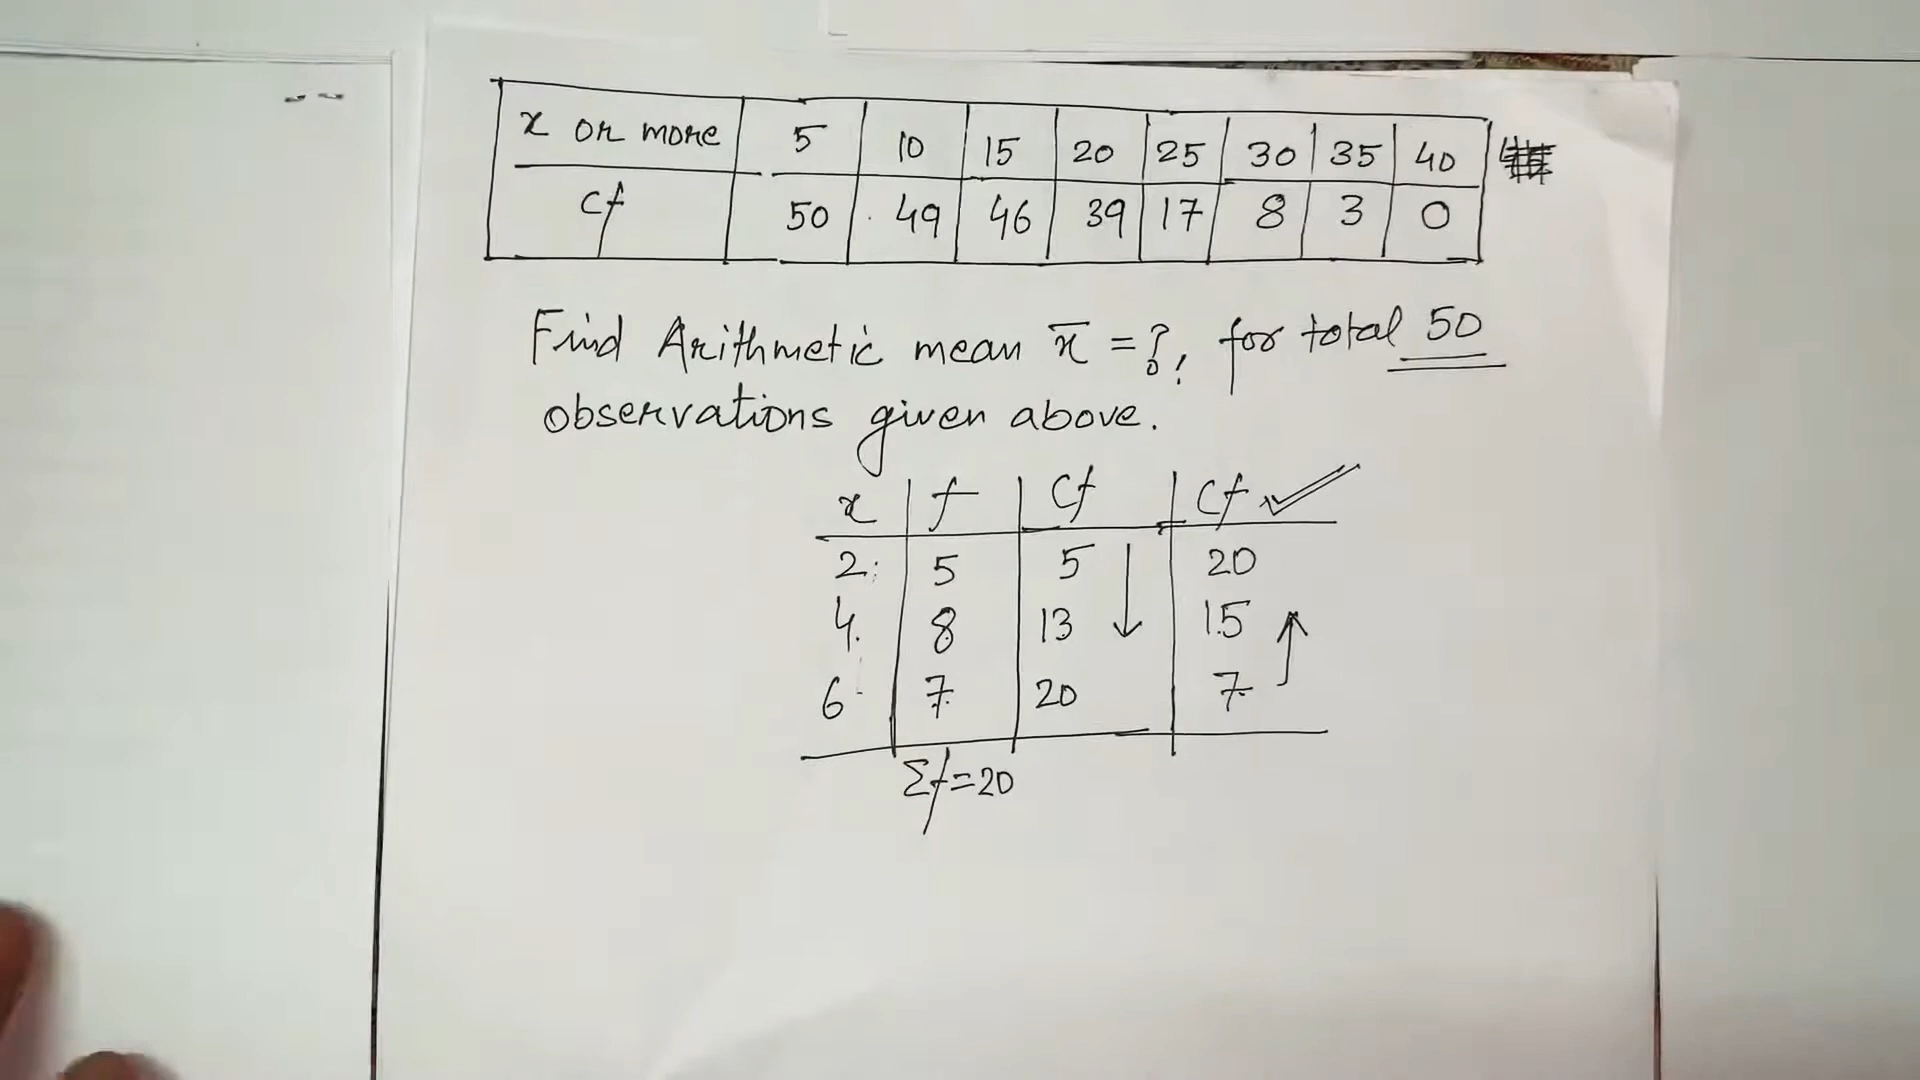 x or more 5 10 15 20 25 30 35 40
cf 50 49 46 39 17 8 3 0
Find Arithmetic mean x̄ = ?, for total 50
observations given above.
x f Cf Cf ✓
2 5 5 ↓ 20
4 8 13 15 ↑
6 7 20 7
Σf=20